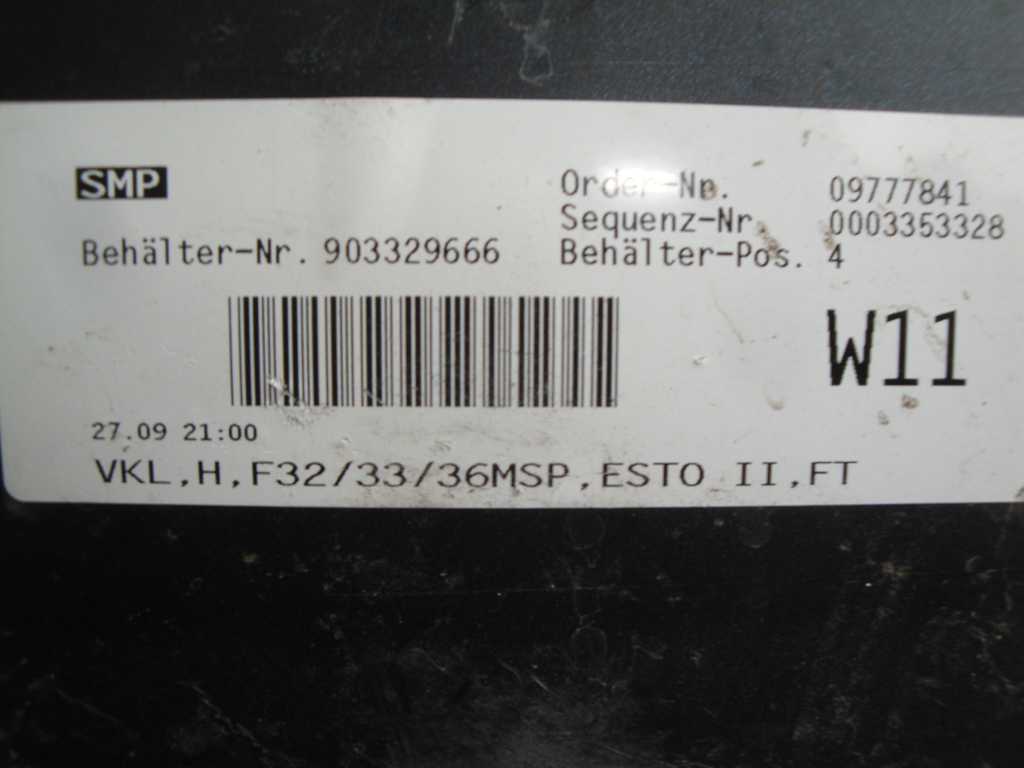 SMP
Order-Nr. 09777841
Sequenz-Nr. 0003353328
Behälter-Nr. 903329666
Behälter-Pos. 4
W11
27.09 21:00
VKL,H,F32/33/36MSP,ESTO II,FT